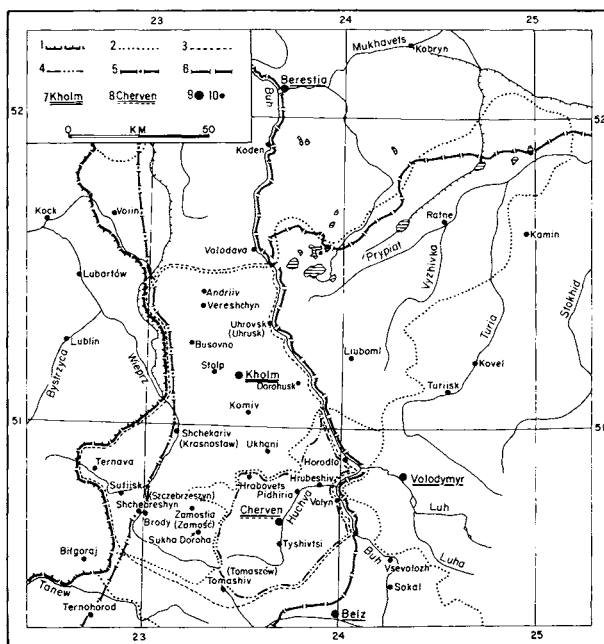 23
24
25
1
2
3
4
5
6
7 Kholm
8 Cherven
9
10
0 KM 50
Mukhavets
Kobryn
Berestia
Buh
52
52
Koden
Kock
Volodava
Ratne
Kamin
Prypiat
Lubartów
Andriiv
Vereshchyn
Vyzhivka
Turia
Stokhid
Uhrovsk
(Uhrusk)
Lublin
Busovno
Liuboml
Kovel
Bystrzyca
Wieprz
Stolp
Kholm
Dorohusk
Turiisk
Komiv
51
51
Shchekariv
(Krasnostaw)
Ukhani
Ternava
Horodlo
Sutijsk
Hrabovets
Hrubeshiv
Volodymyr
(Szczebrzeszyn)
Pidhiria
Shchebreshyn
Zamostia
(Zamość)
Huchva
Volyn
Luh
Brody
Cherven
Sukha Doroha
Tyshivtsi
Buh
Luha
Biłgoraj
Vsevolozh
(Tomaszów)
Tomashiv
Sokal
Tanew
Ternohorod
Belz
23
24
25